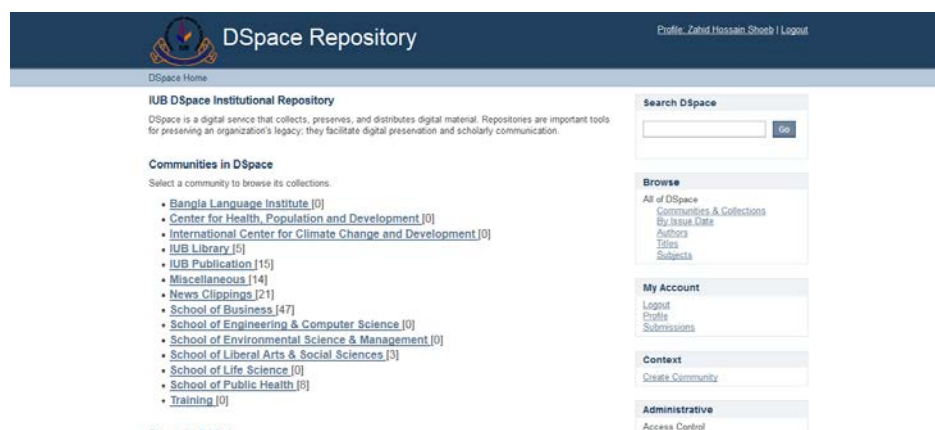 DSpace Repository
Profile: Zahid Hossain Shoeb | Logout
DSpace Home
IUB DSpace Institutional Repository
DSpace is a digital service that collects, preserves, and distributes digital material. Repositories are important tools
for preserving an organization's legacy; they facilitate digital preservation and scholarly communication.
Communities in DSpace
Select a community to browse its collections.
Bangla Language Institute [0]
Center for Health, Population and Development [0]
International Center for Climate Change and Development [0]
IUB Library [5]
IUB Publication [15]
Miscellaneous [14]
News Clippings [21]
School of Business [47]
School of Engineering & Computer Science [0]
School of Environmental Science & Management [0]
School of Liberal Arts & Social Sciences [3]
School of Life Science [0]
School of Public Health [8]
Training [0]
Search DSpace
Go
Browse
All of DSpace
Communities & Collections
By Issue Date
Authors
Titles
Subjects
My Account
Logout
Profile
Submissions
Context
Create Community
Administrative
Access Control